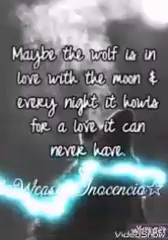 Maybe the wolf is in
love with the moon &
every night it howls
for a love it can
never have.
Inocencia☆
VideoShow